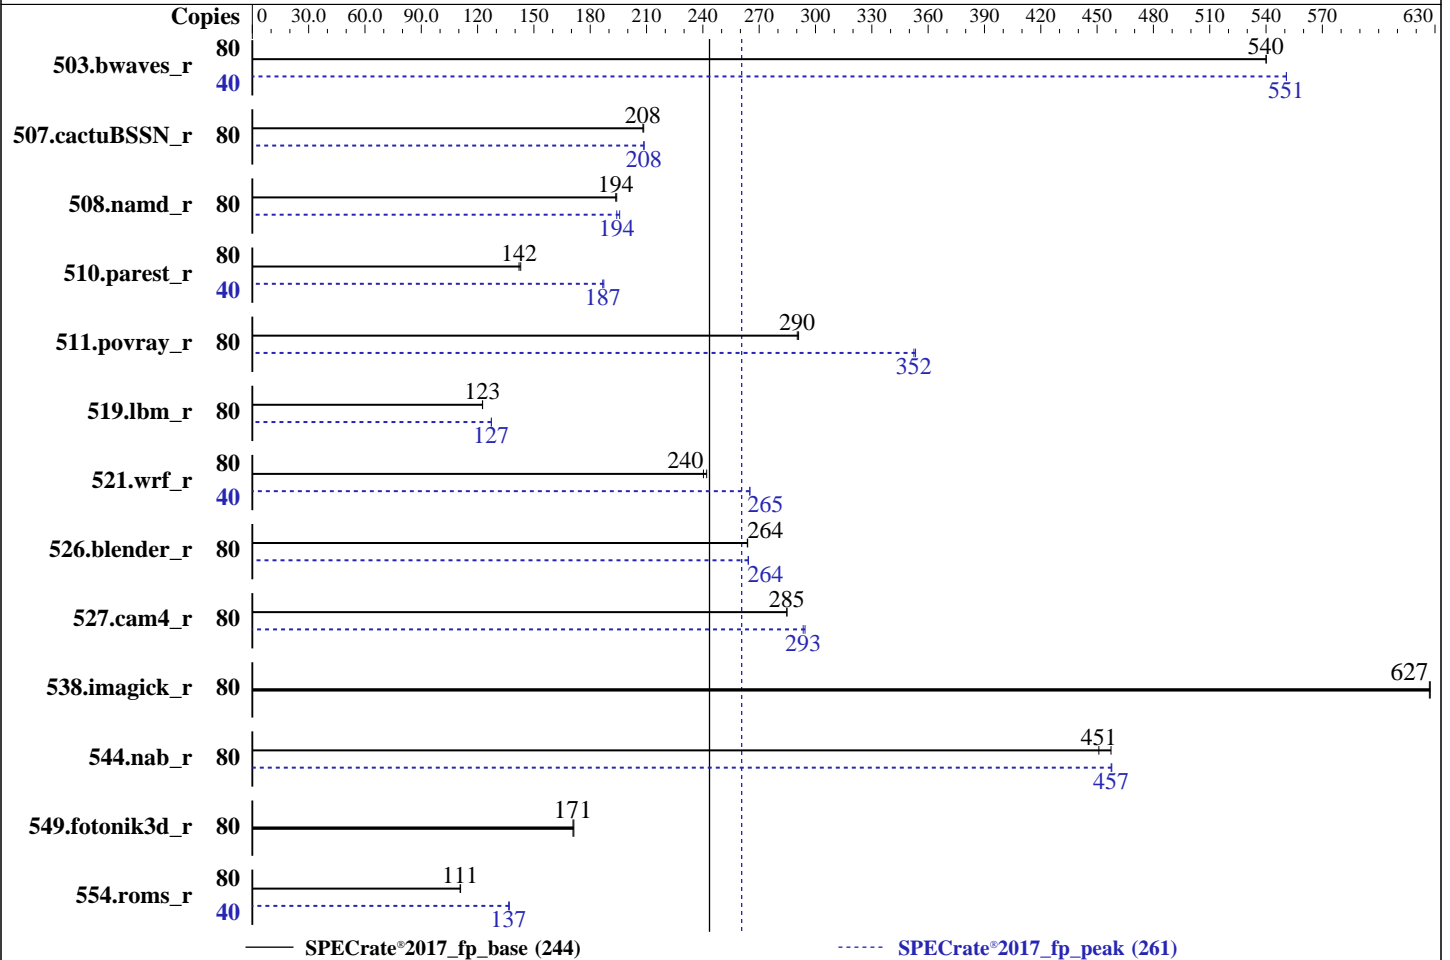 Copies 0 30.0 60.0 90.0 120 150 180 210 240 270 300 330 360 390 420 450 480 510 540 570 630
503.bwaves_r 80 540
40 551
507.cactuBSSN_r 80 208
208
508.namd_r 80 194
194
510.parest_r 80 142
40 187
511.povray_r 80 290
352
519.lbm_r 80 123
127
521.wrf_r 80 240
40 265
526.blender_r 80 264
264
527.cam4_r 80 285
293
538.imagick_r 80 627
544.nab_r 80 451
457
549.fotonik3d_r 80 171
554.roms_r 80 111
40 137
SPECrate®2017_fp_base (244) SPECrate®2017_fp_peak (261)